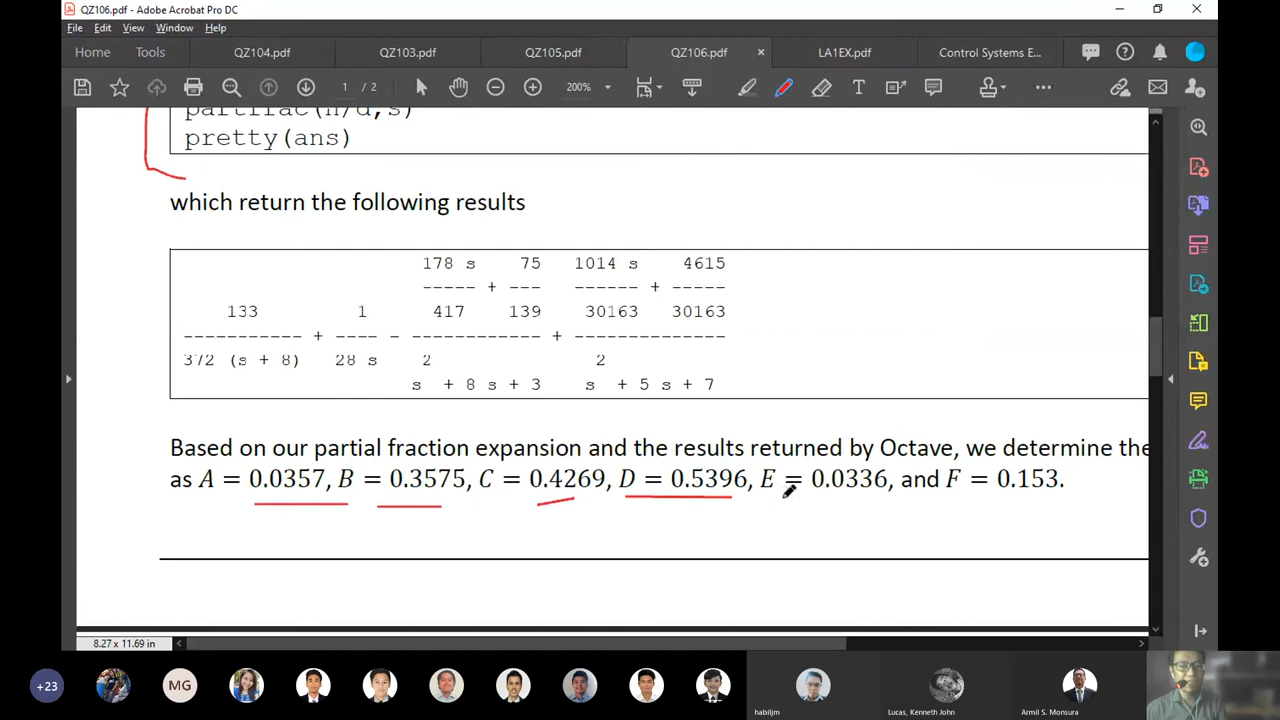 QZ106.pdf - Adobe Acrobat Pro DC
File Edit View Window Help
Home Tools QZ104.pdf QZ103.pdf QZ105.pdf QZ106.pdf × LA1EX.pdf Control Systems E...
1 / 2 200%
partfrac(n/d,s)
pretty(ans)
which return the following results
178 s 75 1014 s 4615
----- + --- ------ + -----
133 1 417 139 30163 30163
----------- + ---- - ------------ + --------------
372 (s + 8) 28 s 2 2
s + 8 s + 3 s + 5 s + 7
Based on our partial fraction expansion and the results returned by Octave, we determine the
as A = 0.0357, B = 0.3575, C = 0.4269, D = 0.5396, E = 0.0336, and F = 0.153.
8.27 x 11.69 in
+23 MG habiljm Lucas, Kenneth John Armil S. Monsura